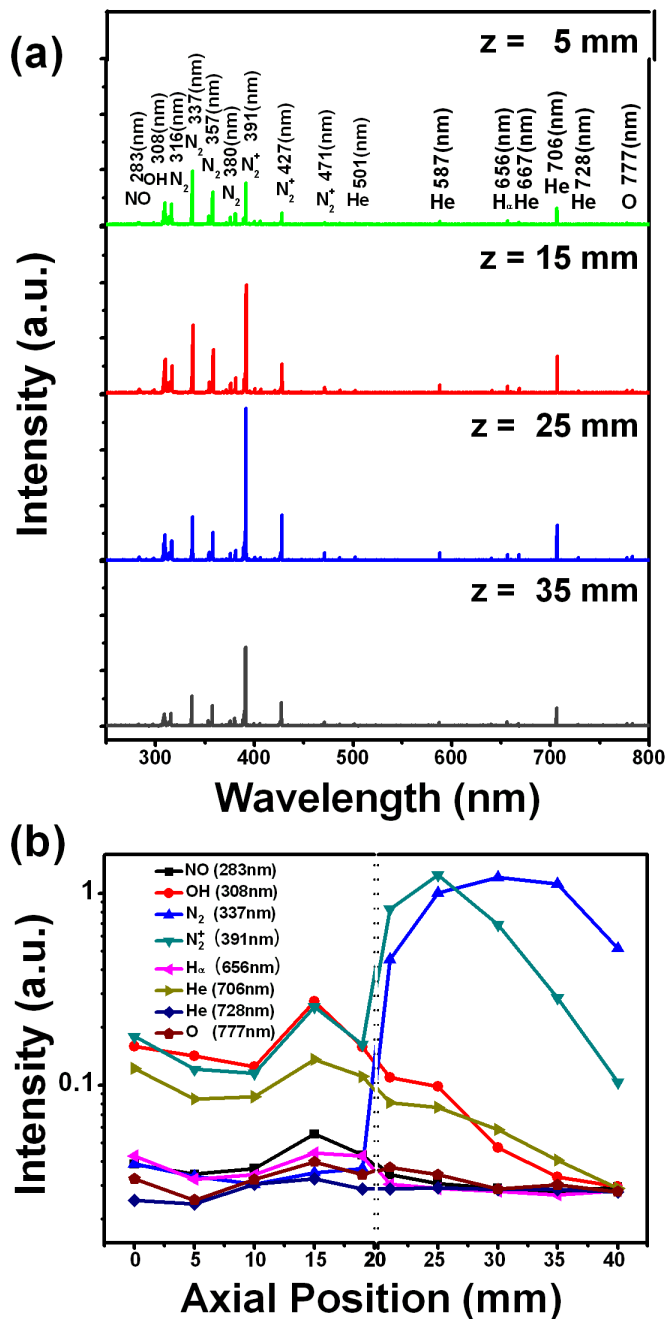 (a)
z = 5 mm
283(nm)
NO
308(nm)
OH
316(nm)
N2
337(nm)
N2
357(nm)
N2
380(nm)
N2
391(nm)
N2+
427(nm)
N2+
471(nm)
N2+
501(nm)
He
587(nm)
He
656(nm)
Hα
667(nm)
He
706(nm)
He
728(nm)
He
777(nm)
O
z = 15 mm
z = 25 mm
z = 35 mm
Intensity (a.u.)
300 400 500 600 700 800
Wavelength (nm)
(b)
NO (283nm)
OH (308nm)
N2 (337nm)
N2+ (391nm)
Hα (656nm)
He (706nm)
He (728nm)
O (777nm)
1
0.1
Intensity (a.u.)
0 5 10 15 20 20 25 30 35 40
Axial Position (mm)